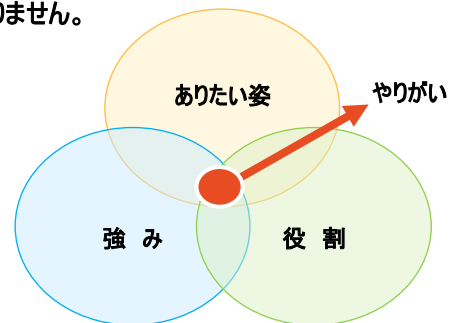 りません。
ありたい姿
やりがい
強 み
役 割